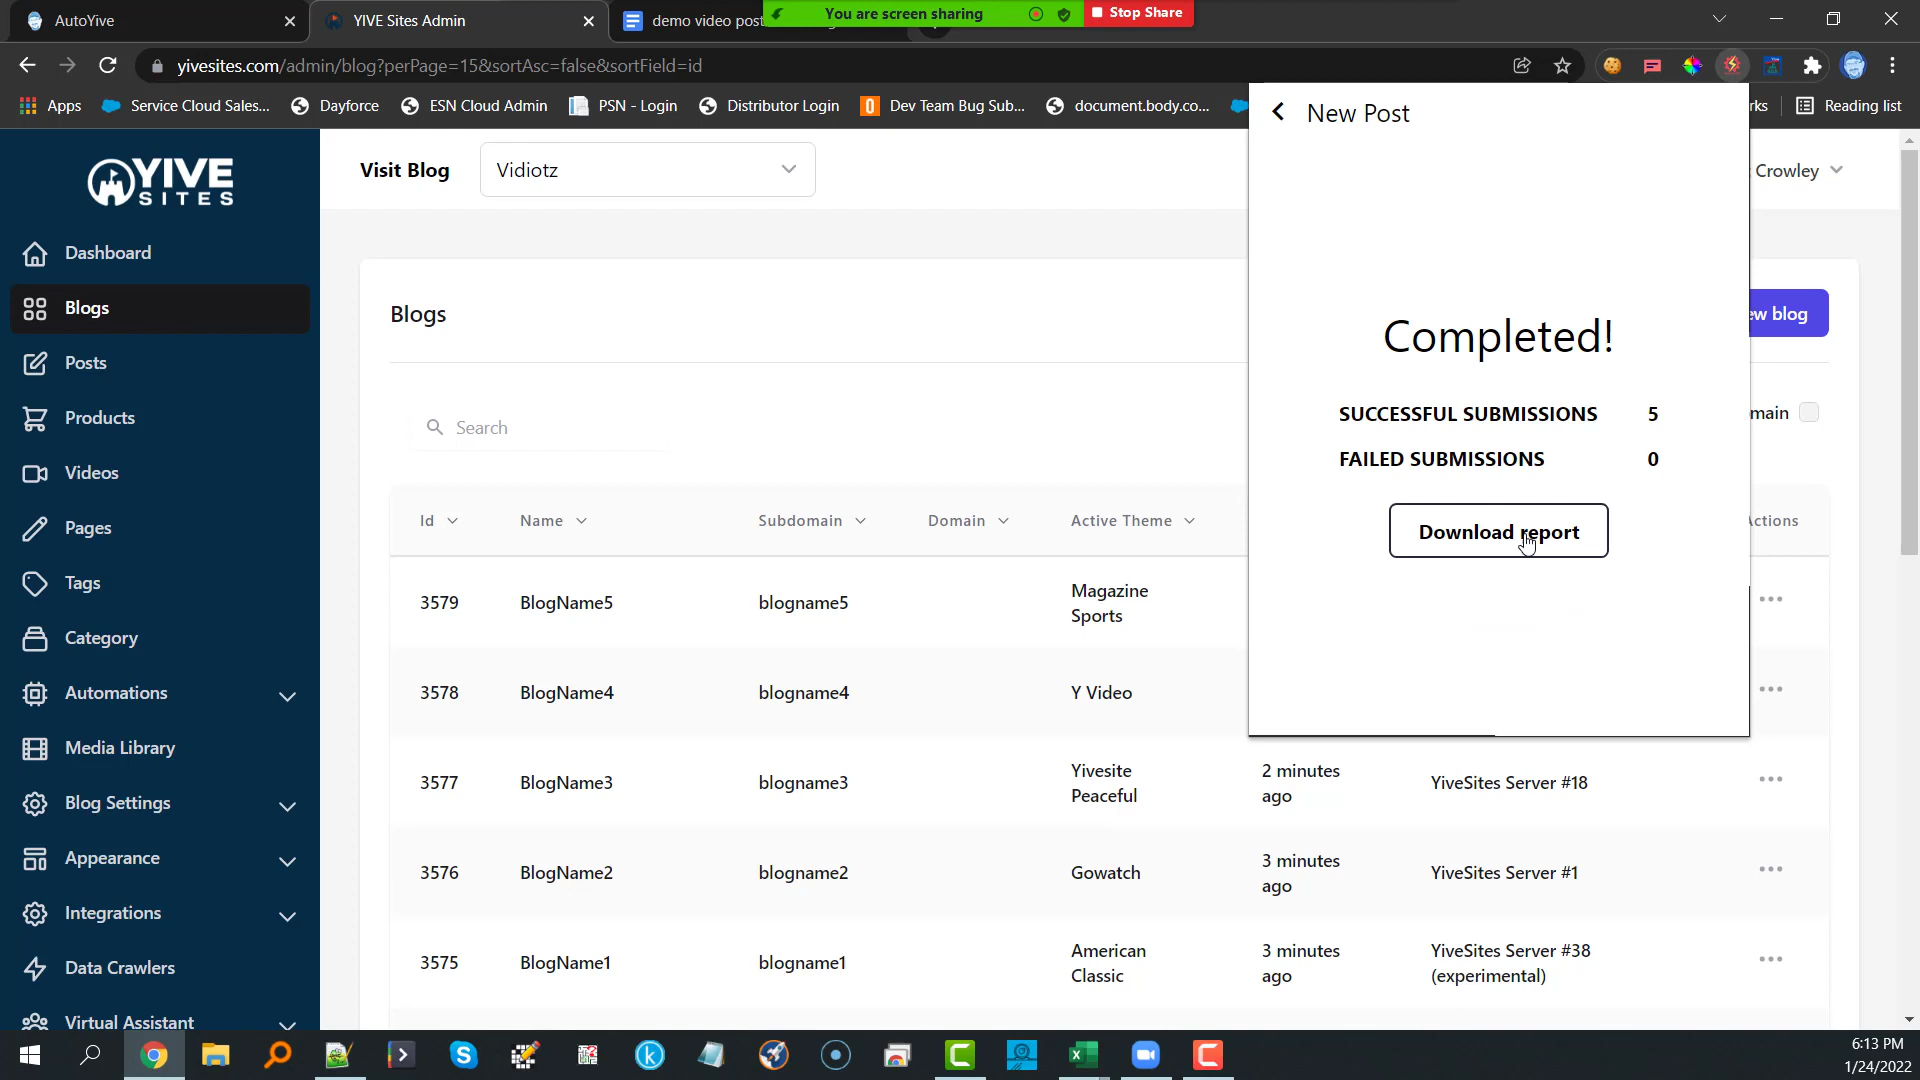 AutoYive
YIVE Sites Admin
demo video post
You are screen sharing
Stop Share
yivesites.com/admin/blog?perPage=15&sortAsc=false&sortField=id
Apps
Service Cloud Sales...
Dayforce
ESN Cloud Admin
PSN - Login
Distributor Login
Dev Team Bug Sub...
document.body.co...
rks
Reading list
YIVE
SITES
Dashboard
Blogs
Posts
Products
Videos
Pages
Tags
Category
Automations
Media Library
Blog Settings
Appearance
Integrations
Data Crawlers
Virtual Assistant
Visit Blog
Vidiotz
Crowley
Blogs
ew blog
Search
main
Id
Name
Subdomain
Domain
Active Theme
Actions
3579
BlogName5
blogname5
Magazine
Sports
3578
BlogName4
blogname4
Y Video
3577
BlogName3
blogname3
Yivesite
Peaceful
2 minutes
ago
YiveSites Server #18
3576
BlogName2
blogname2
Gowatch
3 minutes
ago
YiveSites Server #1
3575
BlogName1
blogname1
American
Classic
3 minutes
ago
YiveSites Server #38
(experimental)
New Post
Completed!
SUCCESSFUL SUBMISSIONS 5
FAILED SUBMISSIONS 0
Download report
6:13 PM
1/24/2022